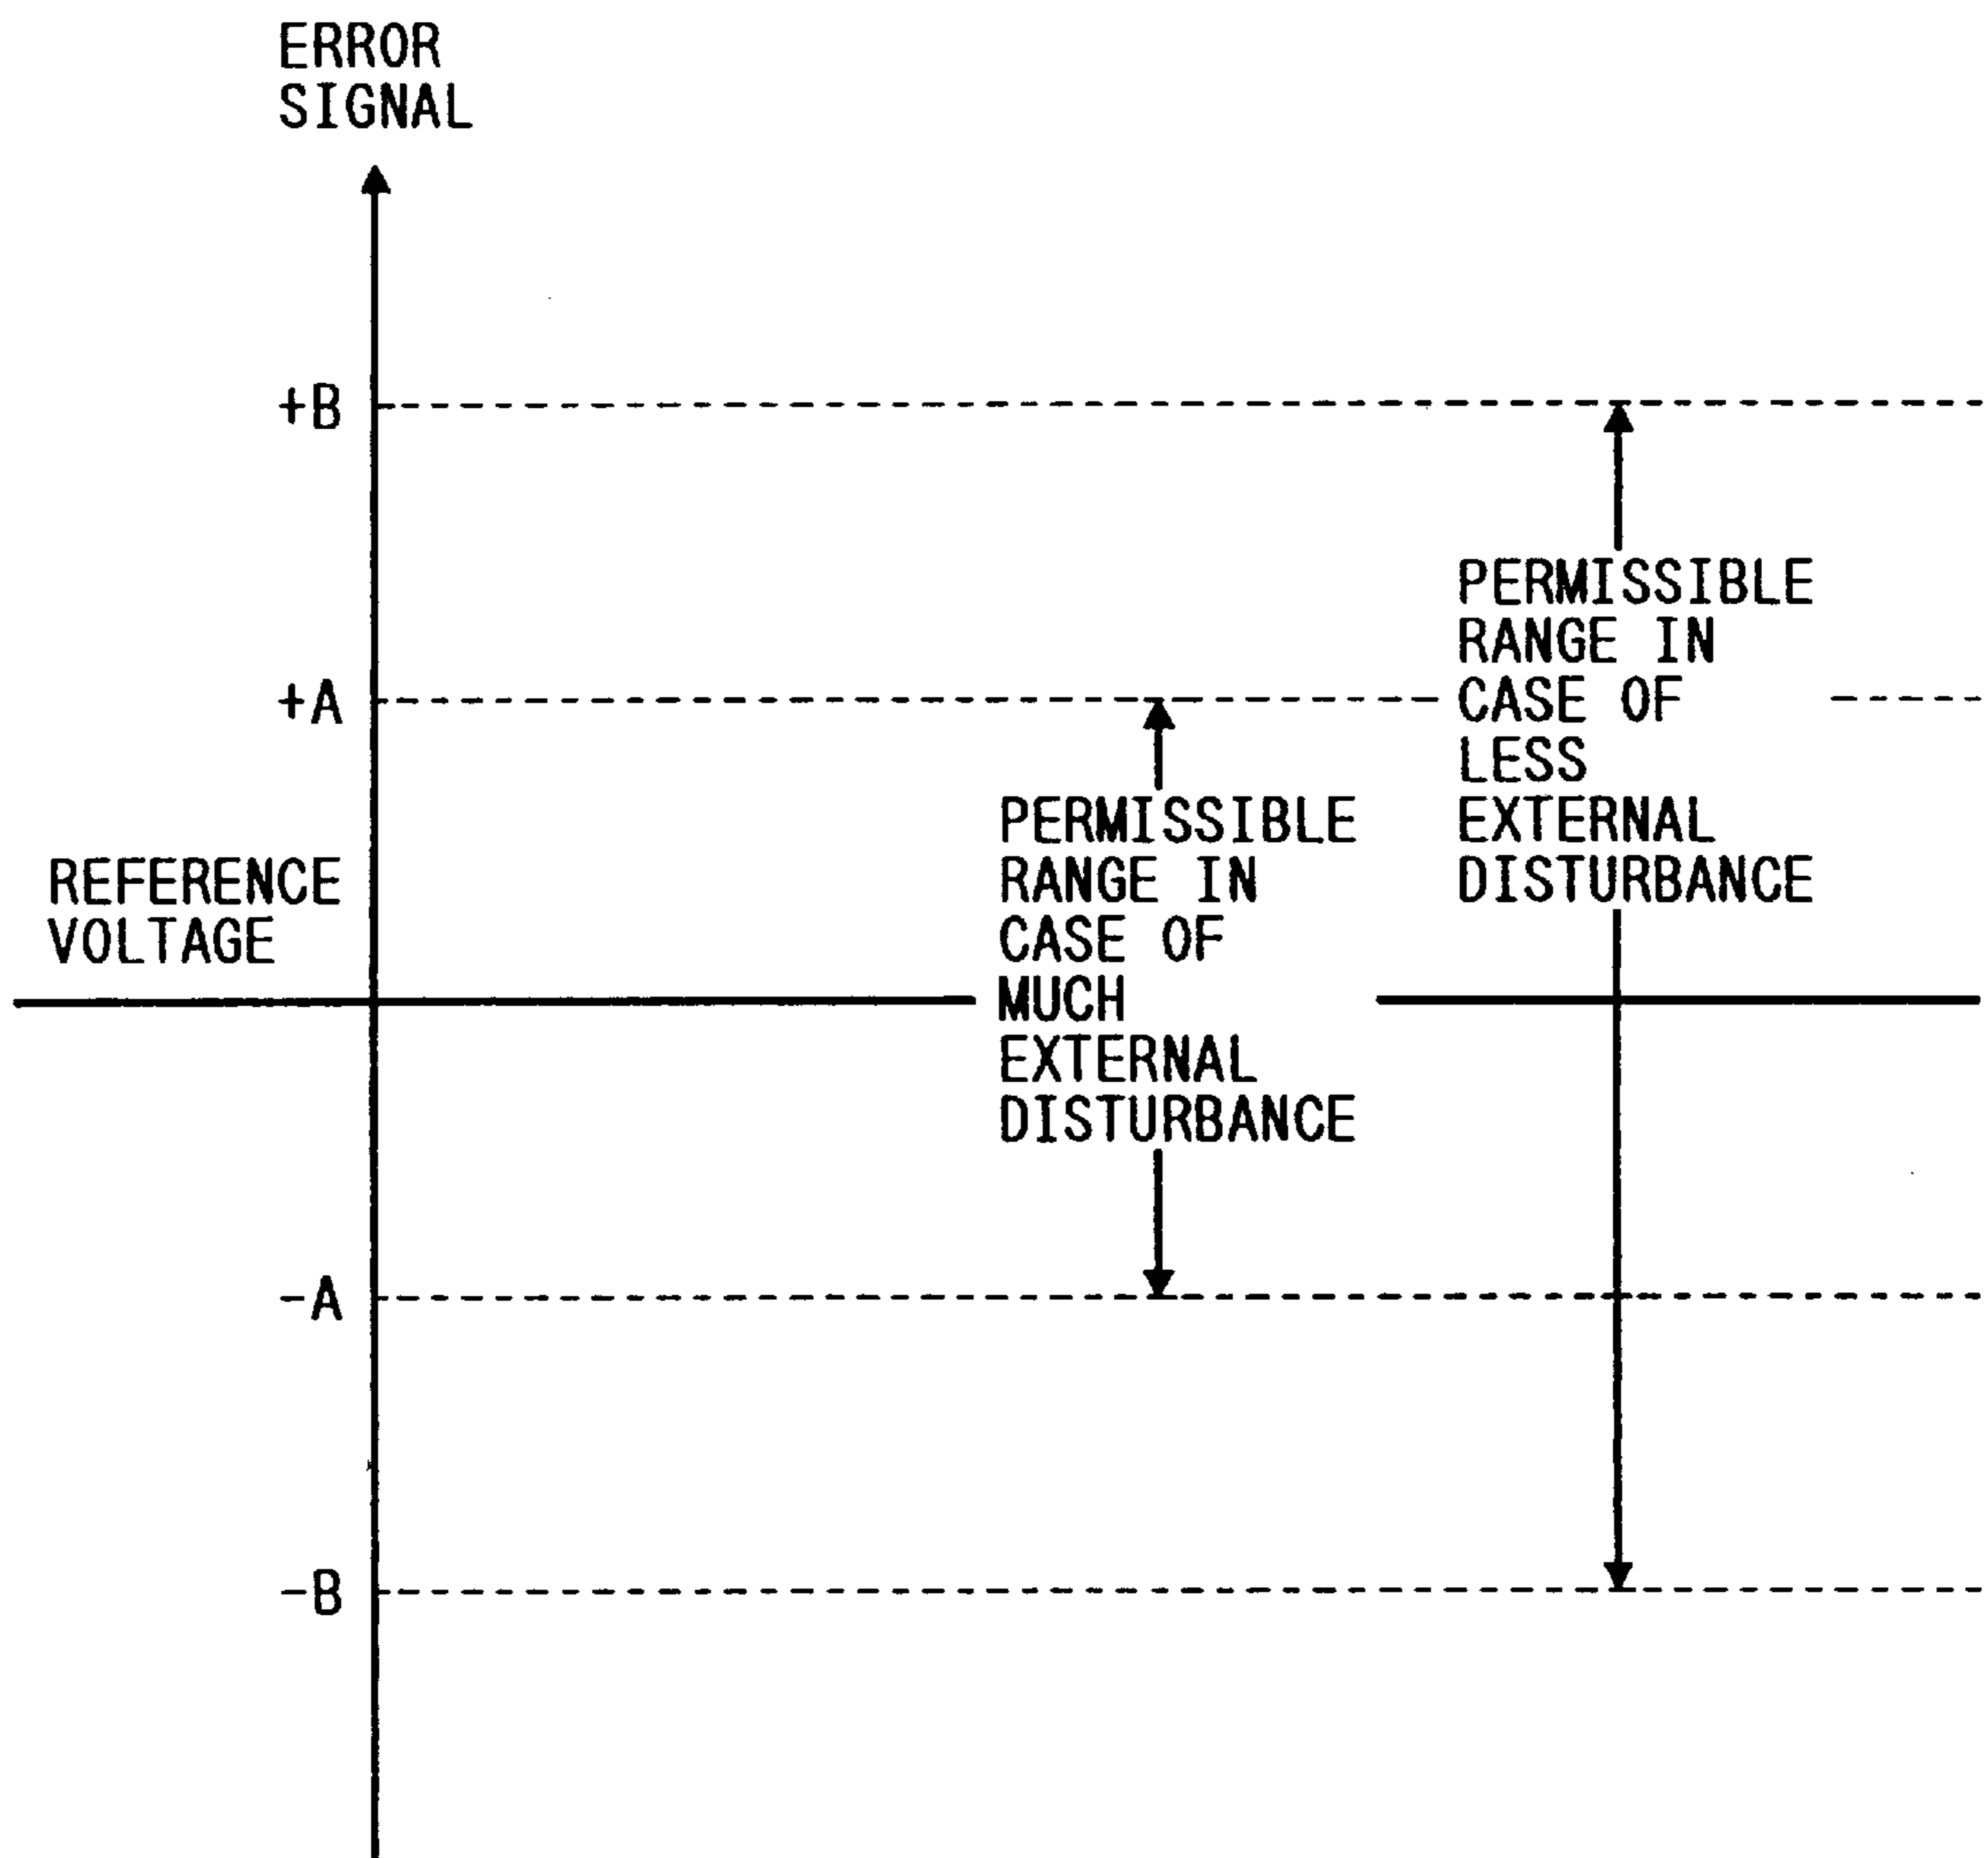 ERROR
SIGNAL
+B
+A
PERMISSIBLE
RANGE IN
CASE OF
LESS
EXTERNAL
DISTURBANCE
REFERENCE
VOLTAGE
PERMISSIBLE
RANGE IN
CASE OF
MUCH
EXTERNAL
DISTURBANCE
-A
-B